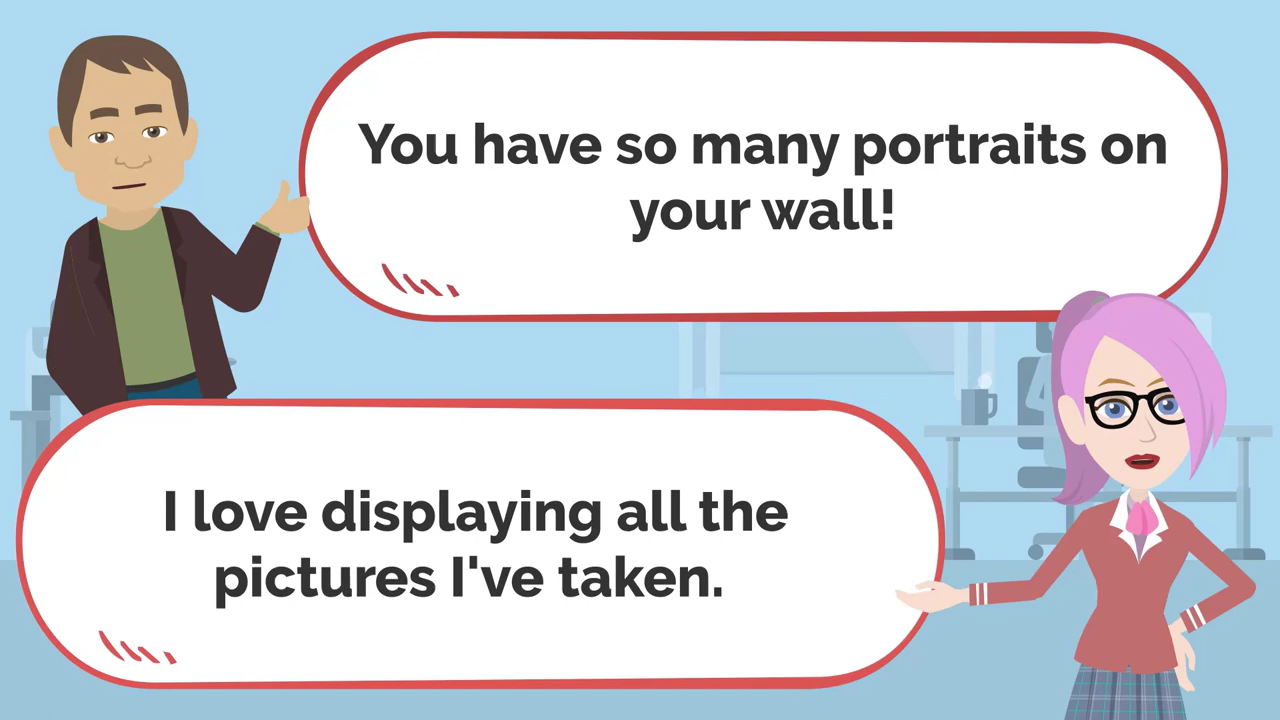 You have so many portraits on
your wall!
I love displaying all the
pictures I've taken.